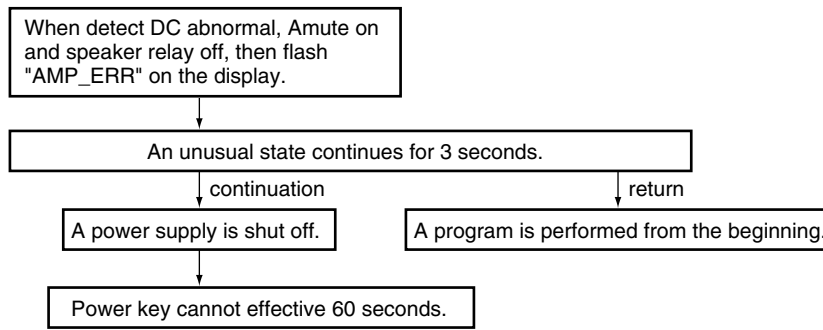 When detect DC abnormal, Amute on
and speaker relay off, then flash
"AMP_ERR" on the display.
An unusual state continues for 3 seconds.
continuation
return
A power supply is shut off.
A program is performed from the beginning.
Power key cannot effective 60 seconds.